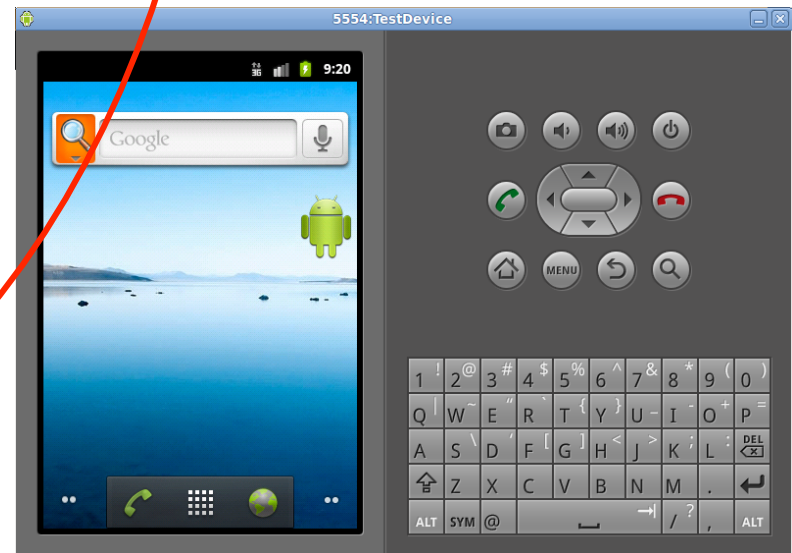 5554:TestDevice
3G 9:20
Google
MENU
1 ! 2 @ 3 # 4 $ 5 % 6 ^ 7 & 8 * 9 ( 0 )
Q | W ~ E " R ` T { Y } U - I - O + P =
A S \ D ' F [ G ] H < J > K ; L : DEL
Z X C V B N M .
ALT SYM @ / ? , ALT